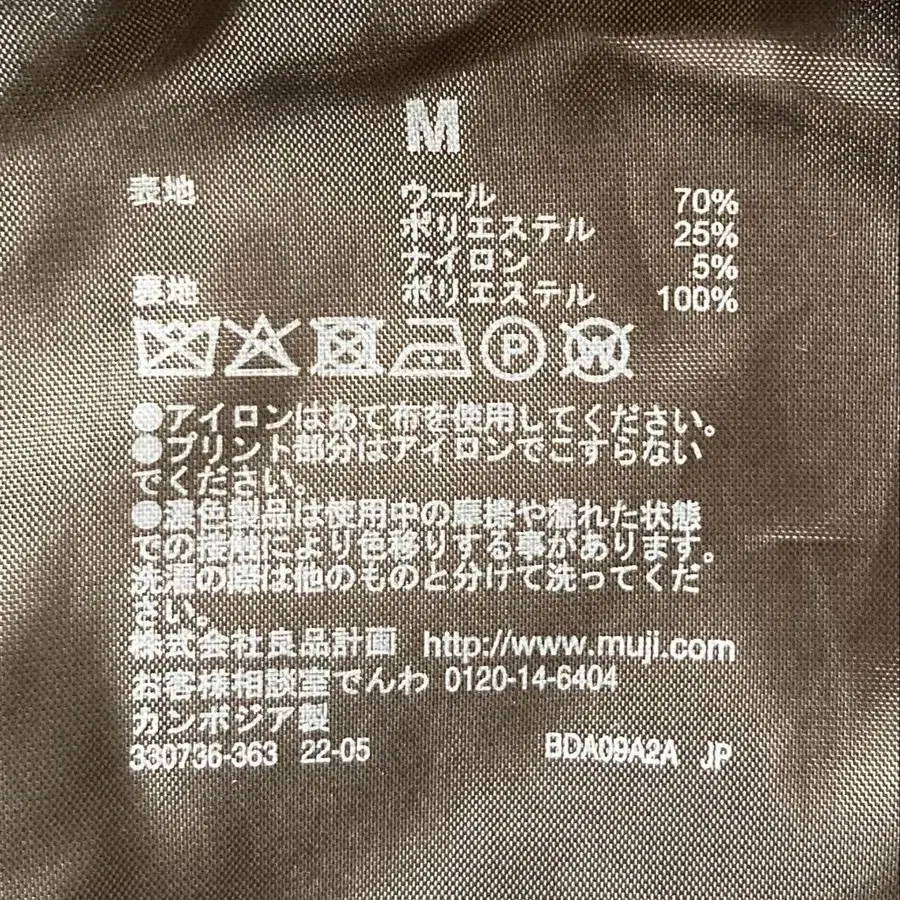 M
表地 ウール 70%
ポリエステル 25%
ナイロン 5%
裏地 ポリエステル 100%
P W
●アイロンはあて布を使用してください。
●プリント部分はアイロンでこすらない
でください。
●濃色製品は使用中の摩擦や濡れた状態
での接触により色移りする事があります。
洗濯の際は他のものと分けて洗ってくだ
さい。
株式会社良品計画 http://www.muji.com
お客様相談室でんわ 0120-14-6404
カンボジア製
330736-363 22-05 BDA09A2A JP